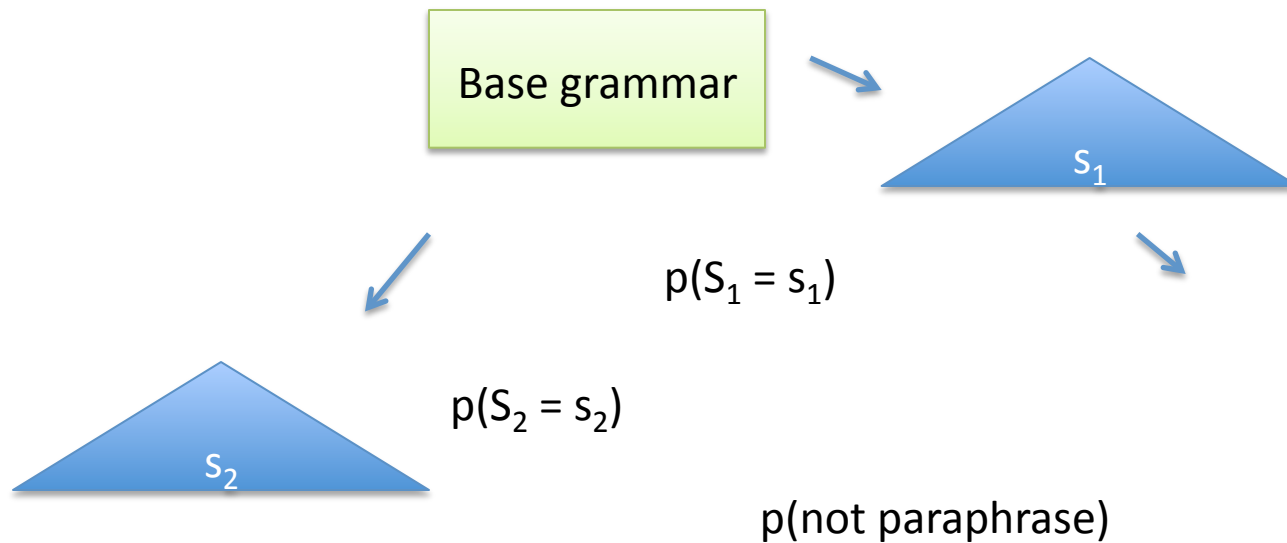 Base grammar
s₁
p(S₁ = s₁)
p(S₂ = s₂)
s₂
p(not paraphrase)